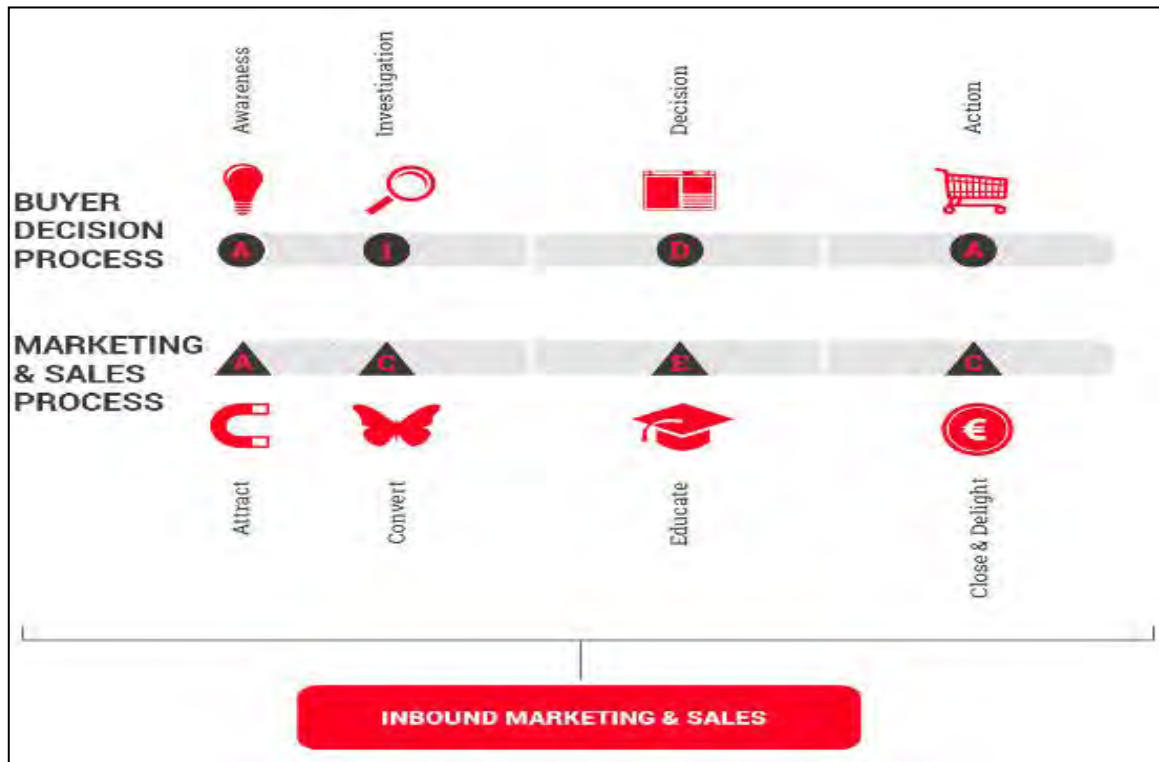 Awareness
Investigation
Decision
Action
BUYER
DECISION
PROCESS
A
I
D
A
MARKETING
& SALES
PROCESS
A
C
E
C
€
Attract
Convert
Educate
Close & Delight
INBOUND MARKETING & SALES